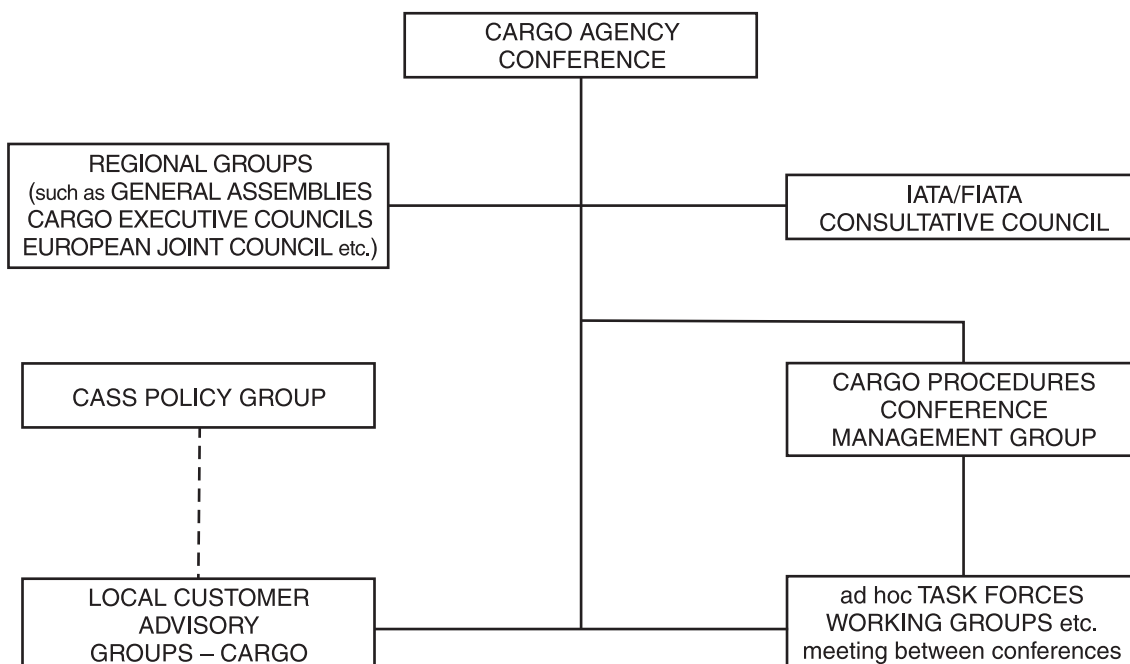 CARGO AGENCY
CONFERENCE
REGIONAL GROUPS
(such as GENERAL ASSEMBLIES
CARGO EXECUTIVE COUNCILS
EUROPEAN JOINT COUNCIL etc.)
IATA/FIATA
CONSULTATIVE COUNCIL
CASS POLICY GROUP
CARGO PROCEDURES
CONFERENCE
MANAGEMENT GROUP
LOCAL CUSTOMER
ADVISORY
GROUPS – CARGO
ad hoc TASK FORCES
WORKING GROUPS etc.
meeting between conferences